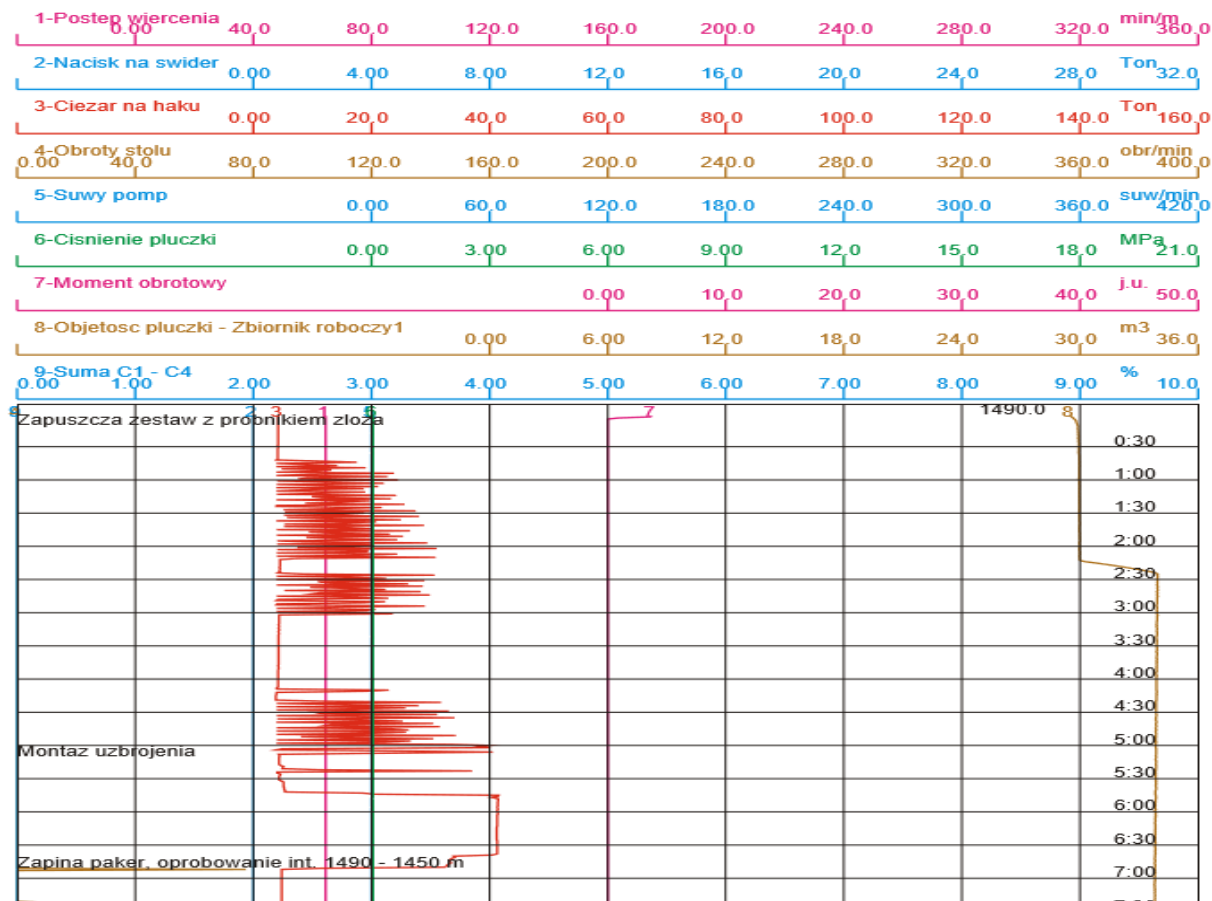 1-Postep wiercenia min/m
0.00 40.0 80.0 120.0 160.0 200.0 240.0 280.0 320.0 360.0
2-Nacisk na swider Ton
0.00 4.00 8.00 12,0 16,0 20,0 24,0 28,0 32.0
3-Ciezar na haku Ton
0.00 20.0 40.0 60,0 80.0 100.0 120.0 140.0 160.0
4-Obroty stolu obr/min
0.00 40.0 80.0 120.0 160.0 200.0 240.0 280.0 320.0 360.0 400.0
5-Suwy pomp suw/min
0.00 60,0 120.0 180.0 240.0 300.0 360.0 420.0
6-Cisnienie pluczki MPa
0.00 3.00 6.00 9.00 12,0 15,0 18,0 21.0
7-Moment obrotowy j.u.
0.00 10,0 20,0 30,0 40,0 50.0
8-Objetosc pluczki - Zbiornik roboczy1 m3
0.00 6.00 12,0 18,0 24,0 30,0 36.0
9-Suma C1 - C4 %
0.00 1.00 2.00 3.00 4.00 5.00 6.00 7.00 8.00 9.00 10.0
2 3 1 6 7 1490.0 8
Zapuszcza zestaw z probnikiem zloza
0:30
1:00
1:30
2:00
2:30
3:00
3:30
4:00
4:30
5:00
Montaz uzbrojenia
5:30
6:00
6:30
Zapina paker, oprobowanie int. 1490 - 1450 m
7:00